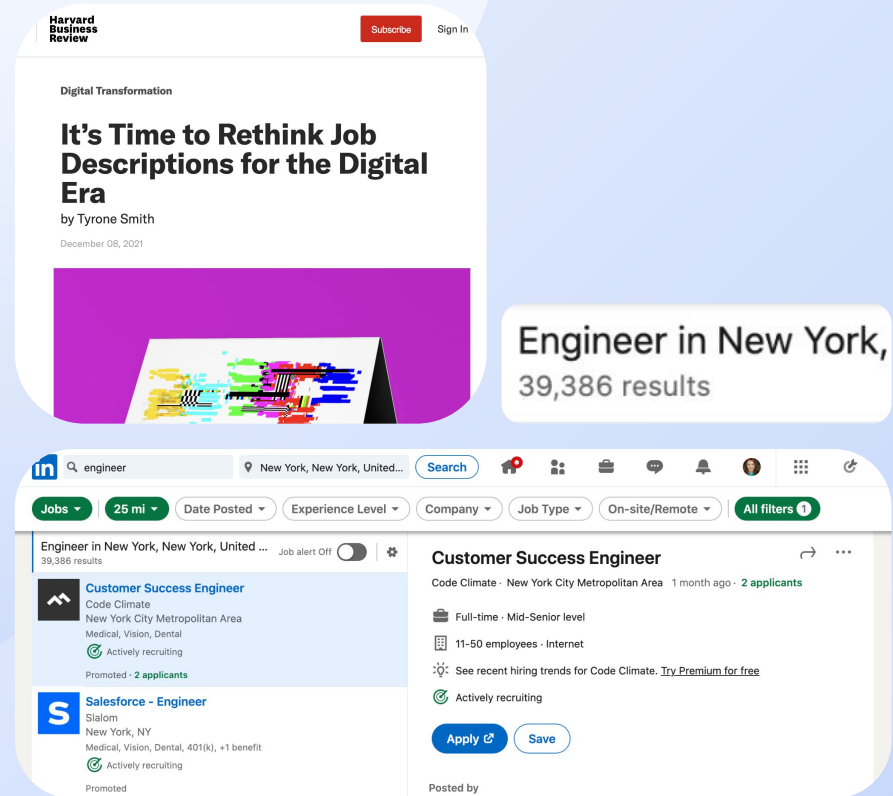 Harvard
Business
Review
Subscribe
Sign In
Digital Transformation
It's Time to Rethink Job
Descriptions for the Digital
Era
by Tyrone Smith
December 08, 2021
Engineer in New York,
39,386 results
in
engineer
New York, New York, United...
Search
Jobs
25 mi
Date Posted
Experience Level
Company
Job Type
On-site/Remote
All filters 1
Engineer in New York, New York, United ...
39,386 results
Job alert Off
Customer Success Engineer
Code Climate
New York City Metropolitan Area
Medical, Vision, Dental
Actively recruiting
Promoted · 2 applicants
S
Salesforce - Engineer
Slalom
New York, NY
Medical, Vision, Dental, 401(k), +1 benefit
Actively recruiting
Promoted
Customer Success Engineer
Code Climate · New York City Metropolitan Area 1 month ago · 2 applicants
Full-time · Mid-Senior level
11-50 employees · Internet
See recent hiring trends for Code Climate. Try Premium for free
Actively recruiting
Apply
Save
Posted by